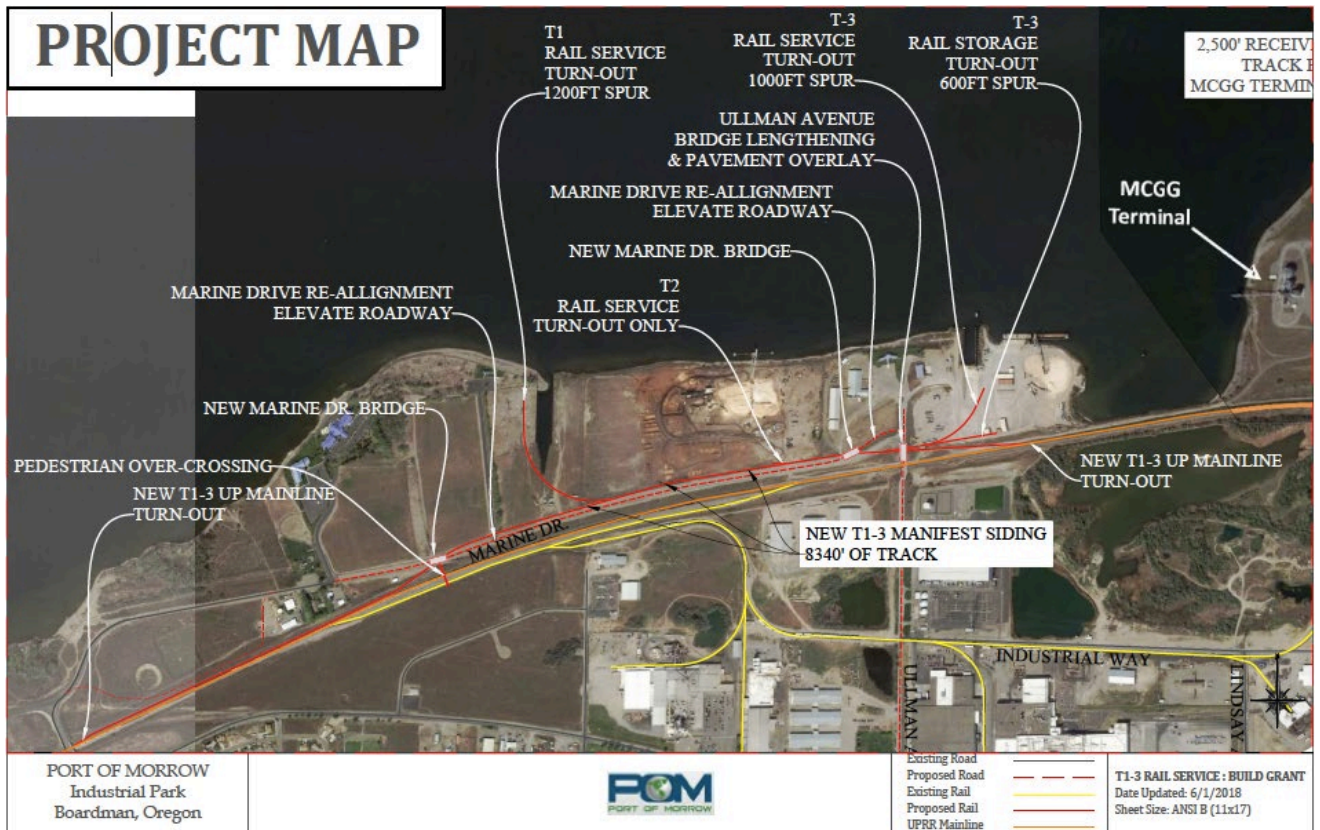 PROJECT MAP
T1
RAIL SERVICE
TURN-OUT
1200FT SPUR
T-3
RAIL SERVICE
TURN-OUT
1000FT SPUR
T-3
RAIL STORAGE
TURN-OUT
600FT SPUR
2,500' RECEIVI
TRACK
MCGG TERMIN
ULLMAN AVENUE
BRIDGE LENGTHENING
& PAVEMENT OVERLAY
MARINE DRIVE RE-ALLIGNMENT
ELEVATE ROADWAY
NEW MARINE DR. BRIDGE
T2
RAIL SERVICE
TURN-OUT ONLY
MCGG
Terminal
MARINE DRIVE RE-ALLIGNMENT
ELEVATE ROADWAY
NEW MARINE DR. BRIDGE
PEDESTRIAN OVER-CROSSING
NEW T1-3 UP MAINLINE
TURN-OUT
NEW T1-3 UP MAINLINE
TURN-OUT
MARINE DR.
NEW T1-3 MANIFEST SIDING
8340' OF TRACK
INDUSTRIAL WAY
ULLMAN A
LINDSAY A
PORT OF MORROW
Industrial Park
Boardman, Oregon
POM
PORT OF MORROW
Existing Road
Proposed Road
Existing Rail
Proposed Rail
UPRR Mainline
T1-3 RAIL SERVICE : BUILD GRANT
Date Updated: 6/1/2018
Sheet Size: ANSI B (11x17)